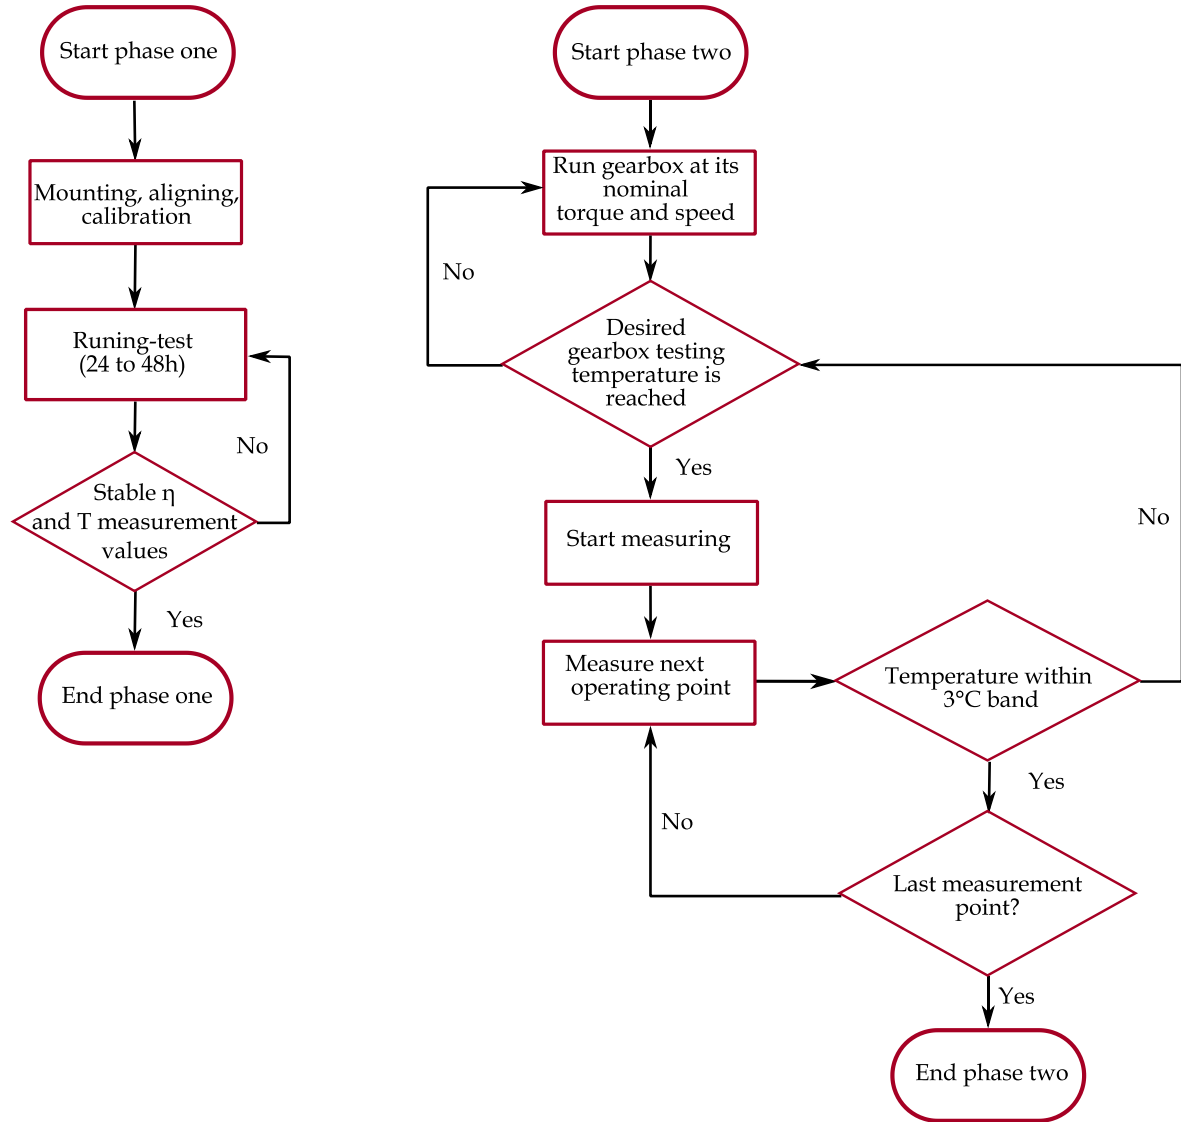 Start phase one
Mounting, aligning,
calibration
Runing-test
(24 to 48h)
No
Stable η
and T measurement
values
Yes
End phase one
Start phase two
Run gearbox at its
nominal
torque and speed
No
Desired
gearbox testing
temperature is
reached
Yes
Start measuring
No
Measure next
operating point
Temperature within
3°C band
Yes
No
Last measurement
point?
Yes
End phase two